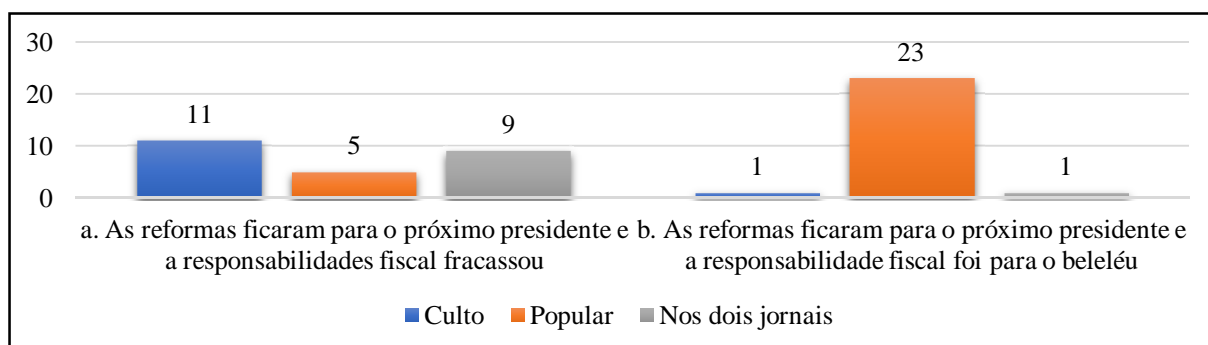 30
23
20
11
9
10
5
1
1
0
a. As reformas ficaram para o próximo presidente e
a responsabilidades fiscal fracassou
b. As reformas ficaram para o próximo presidente e
a responsabilidade fiscal foi para o beleléu
Culto Popular Nos dois jornais